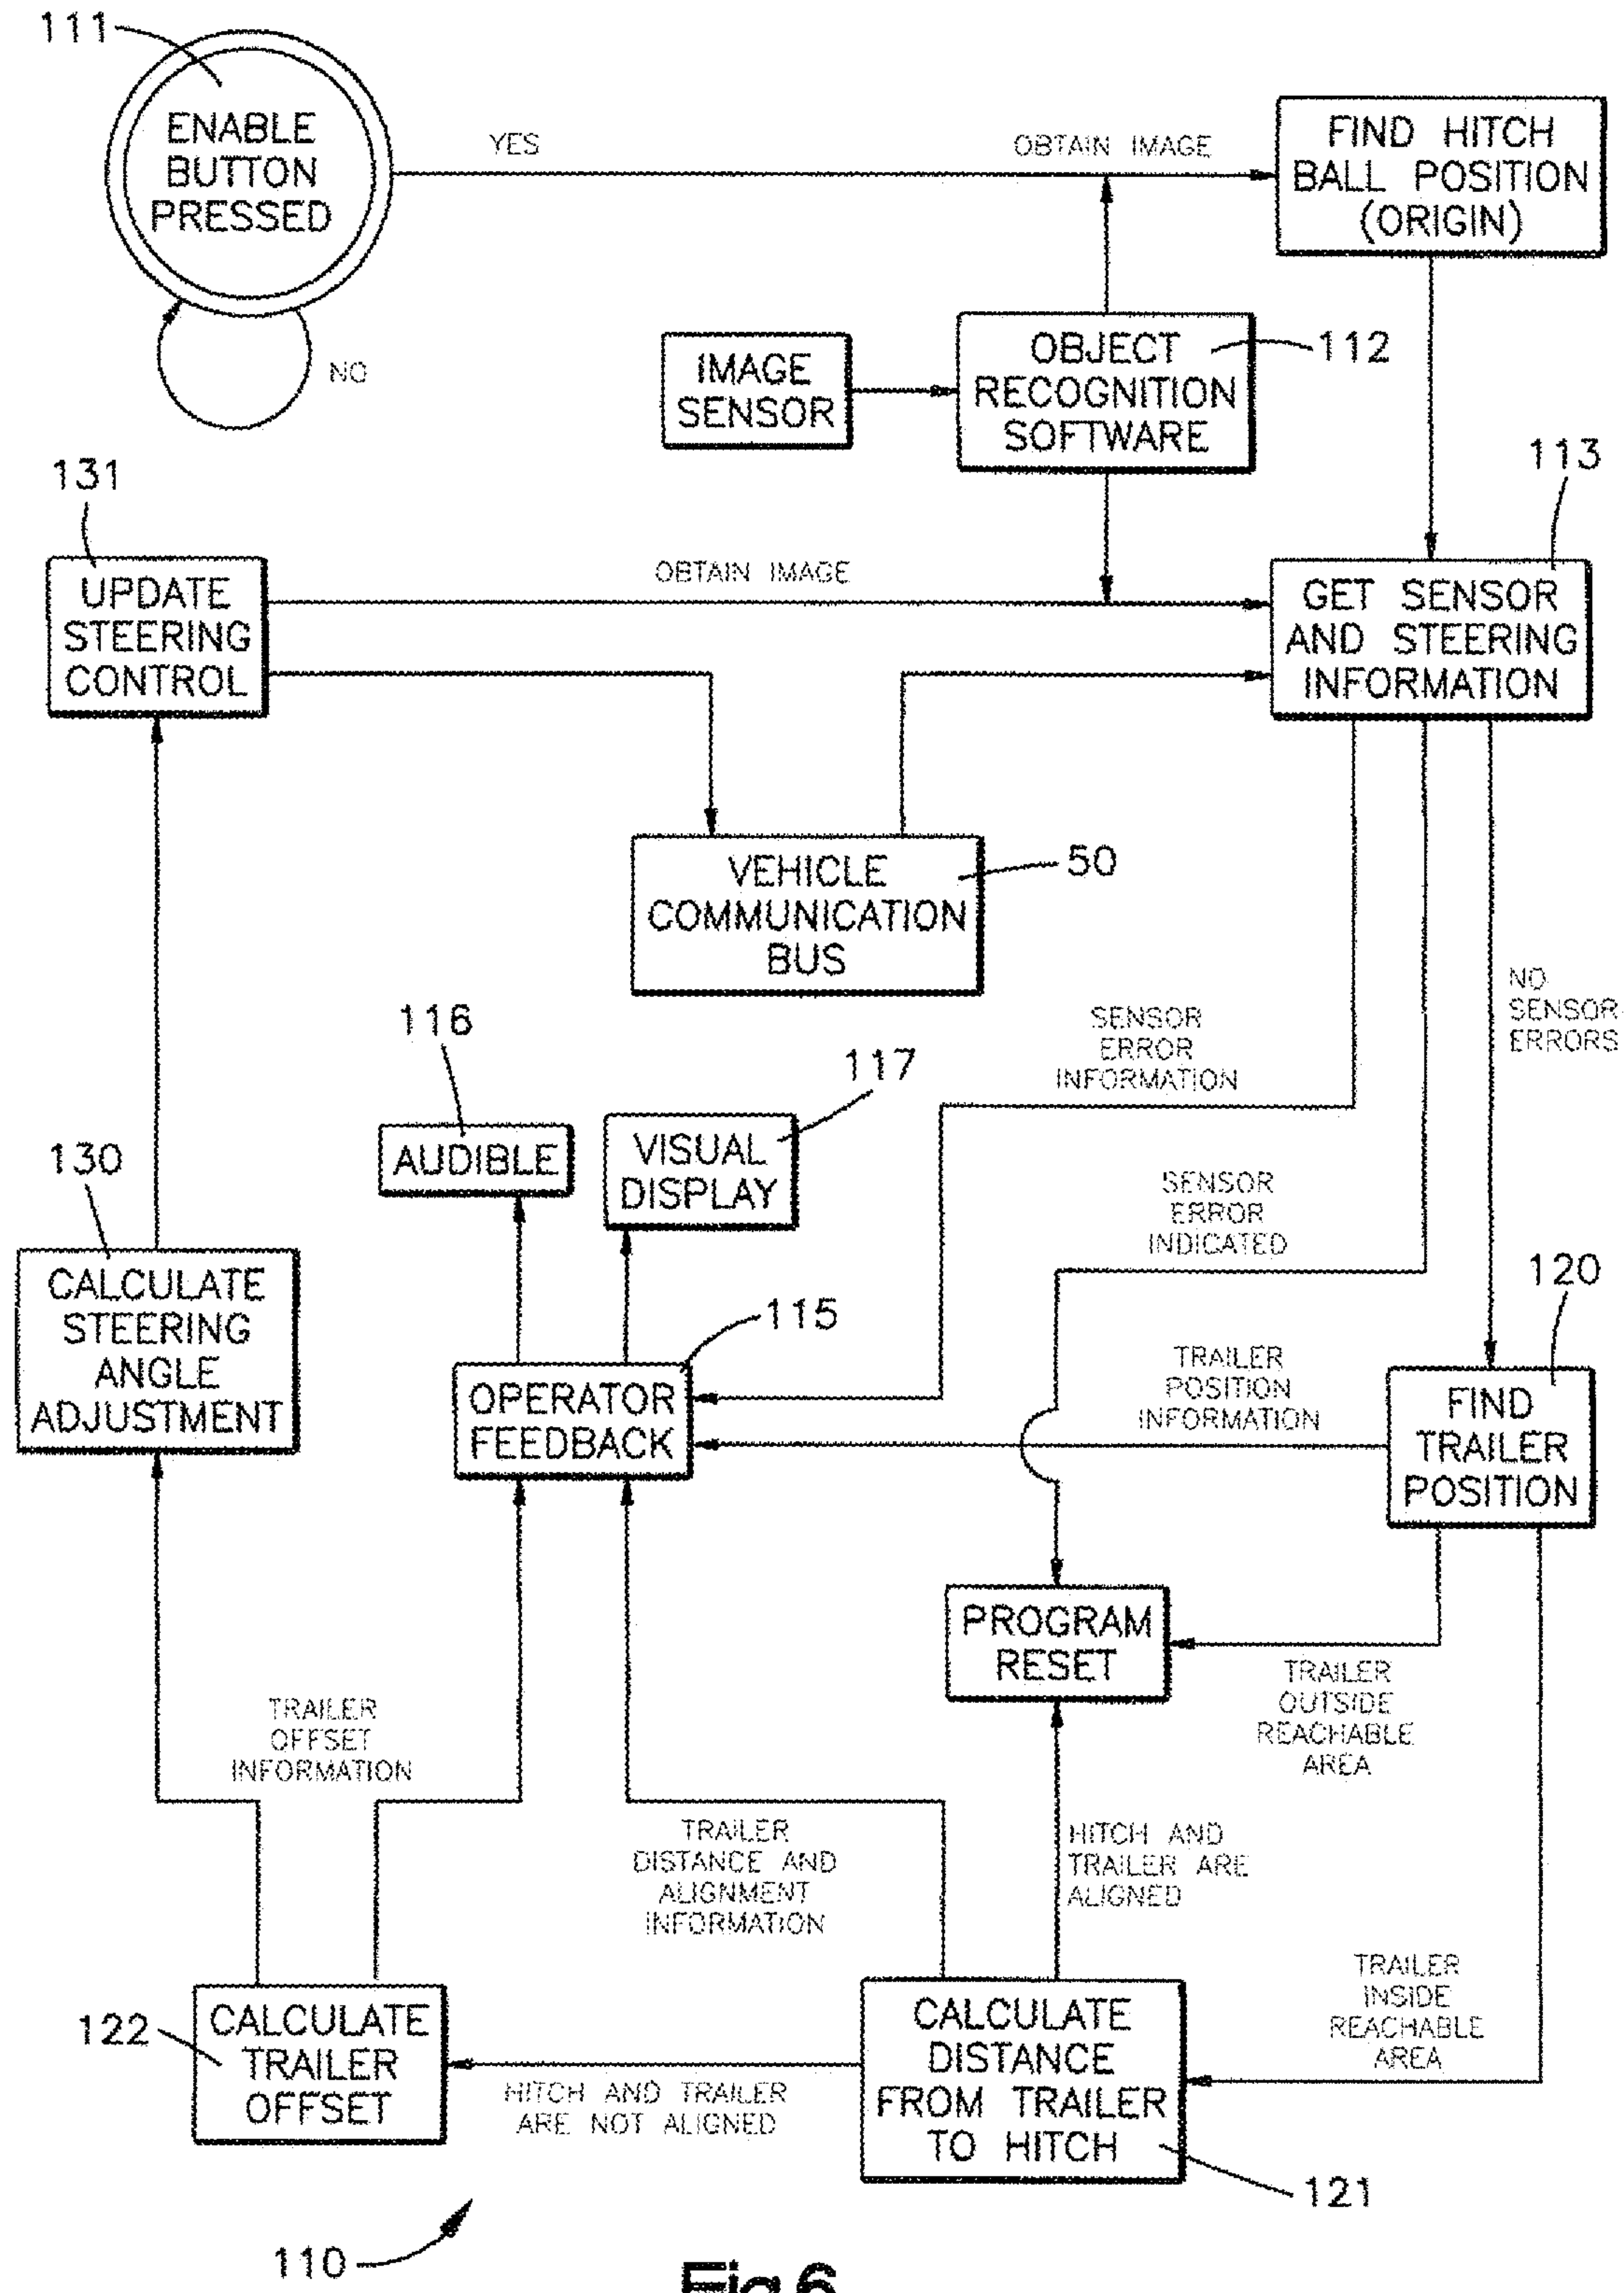 111
ENABLE
BUTTON
PRESSED
YES
OBTAIN IMAGE
FIND HITCH
BALL POSITION
(ORIGIN)
NO
IMAGE
SENSOR
OBJECT
RECOGNITION
SOFTWARE
112
113
131
UPDATE
STEERING
CONTROL
OBTAIN IMAGE
GET SENSOR
AND STEERING
INFORMATION
VEHICLE
COMMUNICATION
BUS
50
NO
SENSOR
ERRORS
SENSOR
ERROR
INFORMATION
116
AUDIBLE
117
VISUAL
DISPLAY
130
CALCULATE
STEERING
ANGLE
ADJUSTMENT
SENSOR
ERROR
INDICATED
115
OPERATOR
FEEDBACK
120
TRAILER
POSITION
INFORMATION
FIND
TRAILER
POSITION
PROGRAM
RESET
TRAILER
OUTSIDE
REACHABLE
AREA
TRAILER
OFFSET
INFORMATION
TRAILER
DISTANCE AND
ALIGNMENT
INFORMATION
HITCH AND
TRAILER ARE
ALIGNED
TRAILER
INSIDE
REACHABLE
AREA
122
CALCULATE
TRAILER
OFFSET
HITCH AND TRAILER
ARE NOT ALIGNED
CALCULATE
DISTANCE
FROM TRAILER
TO HITCH
121
110
Fig.6